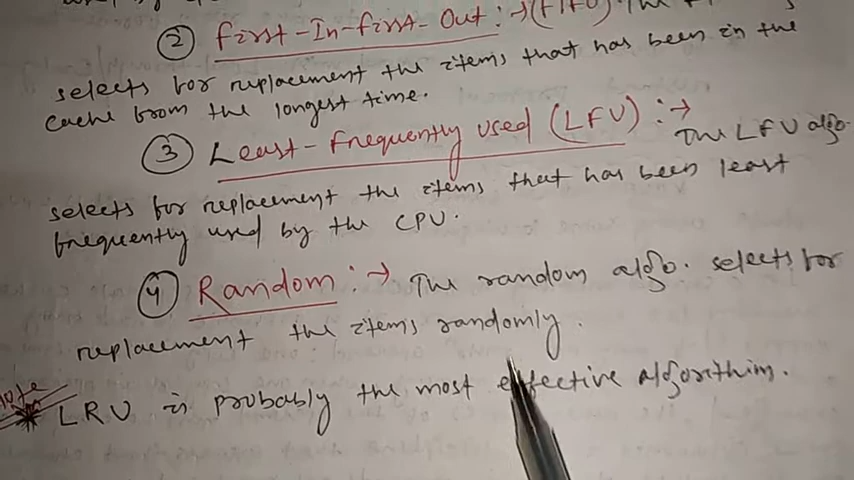 ② First-In-first-Out :→ (FIFO)
selects for replacement the items that has been in the
cache from the longest time.
③ Least-frequently used (LFU) :→
The LFU algo.
selects for replacement the items that has been least
frequently used by the CPU.
④ Random :→ The random algo. selects for
replacement the items randomly.
Note
LRU is probably the most effective algorithim.